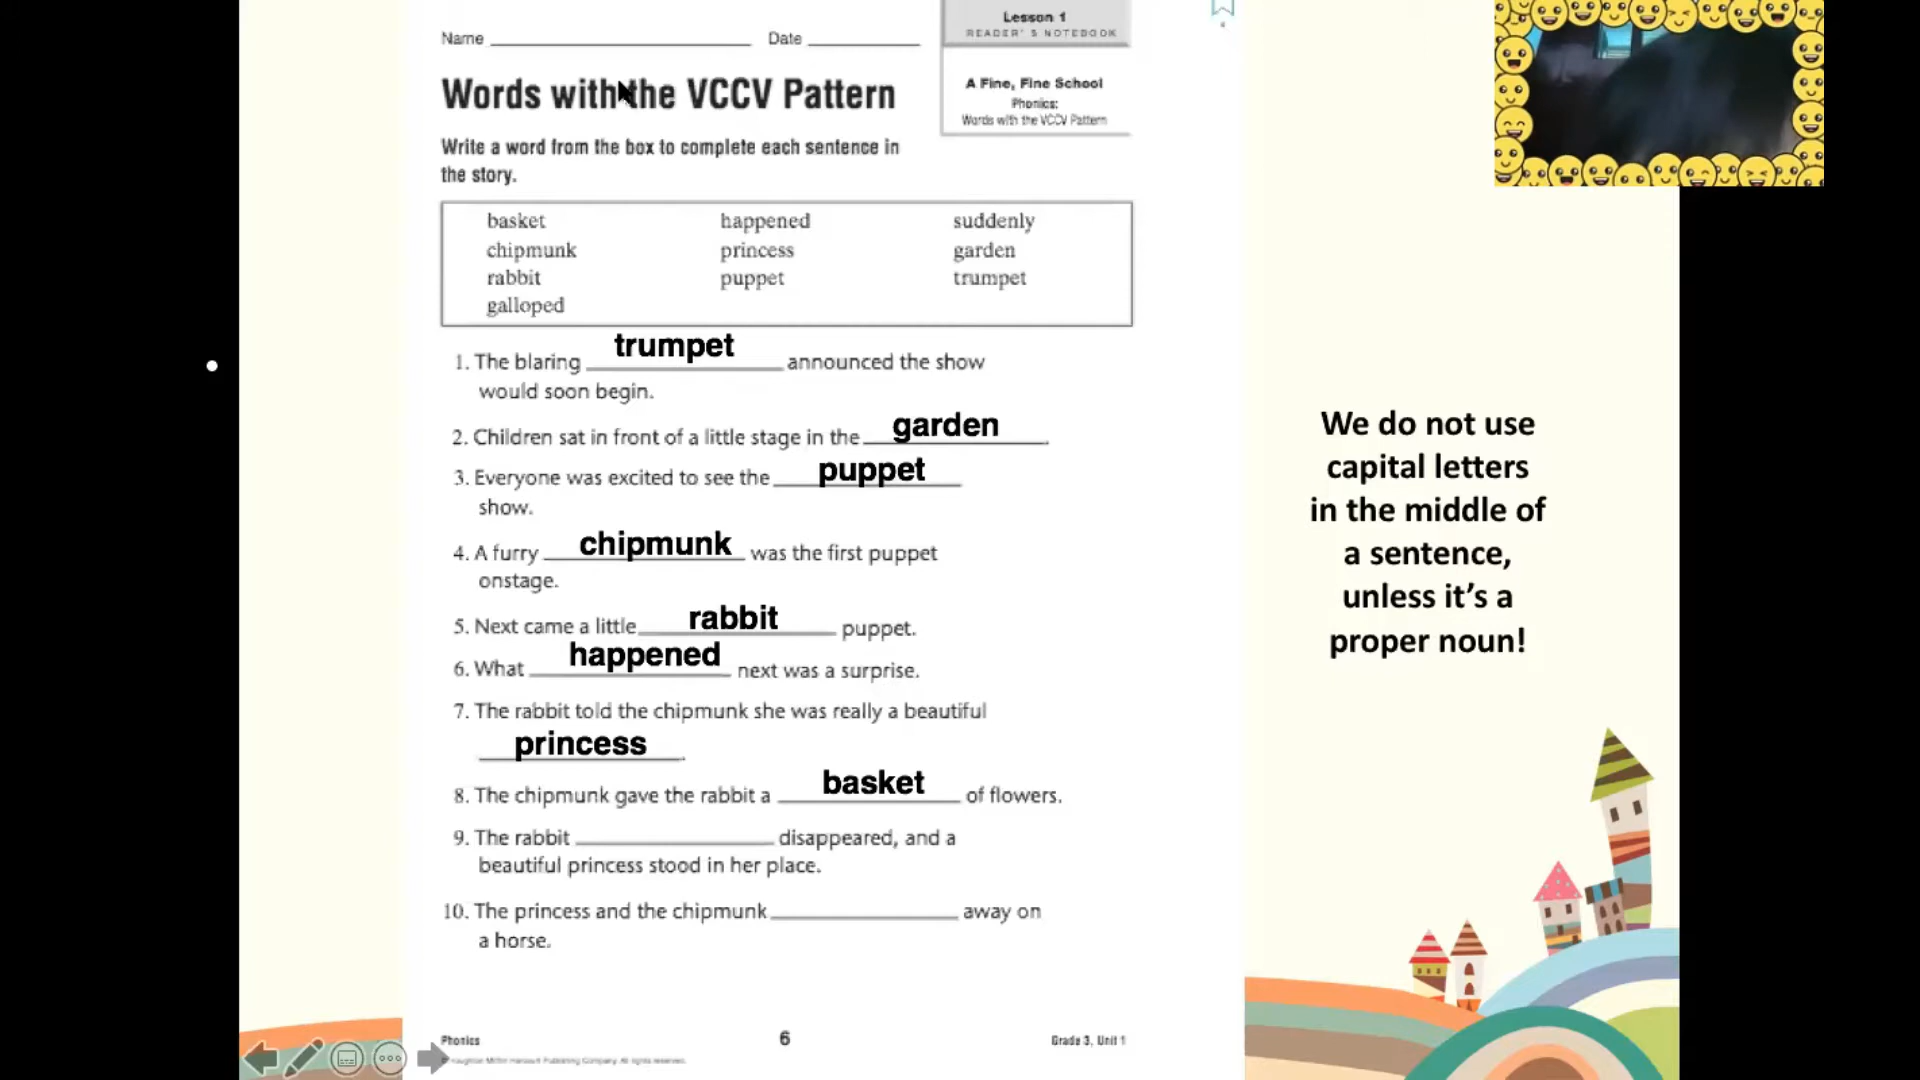 Name Date
Lesson 1
READER'S NOTEBOOK
Words with the VCCV Pattern
A Fine, Fine School
Phonics:
Words with the VCCV Pattern
Write a word from the box to complete each sentence in
the story.
basket happened suddenly
chipmunk princess garden
rabbit puppet trumpet
galloped
1. The blaring trumpet announced the show
would soon begin.
2. Children sat in front of a little stage in the garden.
3. Everyone was excited to see the puppet
show.
4. A furry chipmunk was the first puppet
onstage.
5. Next came a little rabbit puppet.
6. What happened next was a surprise.
7. The rabbit told the chipmunk she was really a beautiful
princess.
8. The chipmunk gave the rabbit a basket of flowers.
9. The rabbit disappeared, and a
beautiful princess stood in her place.
10. The princess and the chipmunk away on
a horse.
We do not use
capital letters
in the middle of
a sentence,
unless it's a
proper noun!
Phonics 6 Grade 3, Unit 1
Houghton Mifflin Harcourt Publishing Company. All rights reserved.